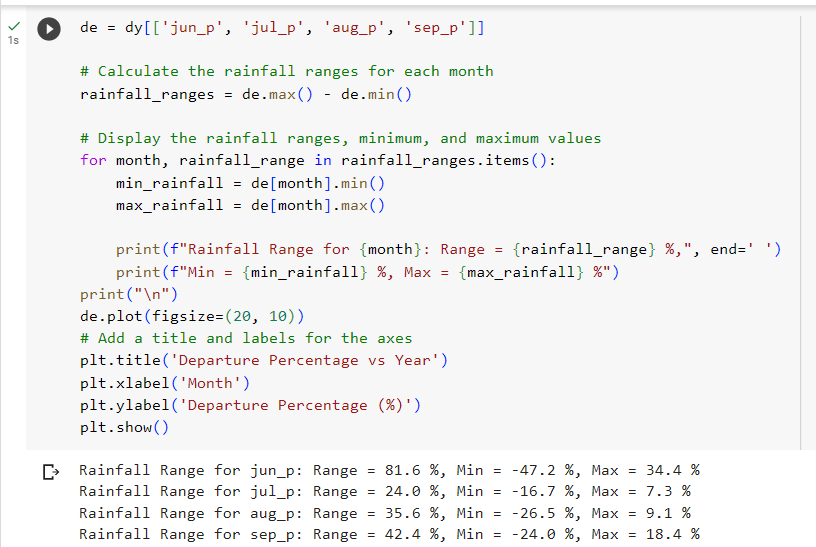 de = dy[['jun_p', 'jul_p', 'aug_p', 'sep_p']]
1s
# Calculate the rainfall ranges for each month
rainfall_ranges = de.max() - de.min()
# Display the rainfall ranges, minimum, and maximum values
for month, rainfall_range in rainfall_ranges.items():
    min_rainfall = de[month].min()
    max_rainfall = de[month].max()
    print(f"Rainfall Range for {month}: Range = {rainfall_range} %,", end=' ')
    print(f"Min = {min_rainfall} %, Max = {max_rainfall} %")
print("\n")
de.plot(figsize=(20, 10))
# Add a title and labels for the axes
plt.title('Departure Percentage vs Year')
plt.xlabel('Month')
plt.ylabel('Departure Percentage (%)')
plt.show()
Rainfall Range for jun_p: Range = 81.6 %, Min = -47.2 %, Max = 34.4 %
Rainfall Range for jul_p: Range = 24.0 %, Min = -16.7 %, Max = 7.3 %
Rainfall Range for aug_p: Range = 35.6 %, Min = -26.5 %, Max = 9.1 %
Rainfall Range for sep_p: Range = 42.4 %, Min = -24.0 %, Max = 18.4 %